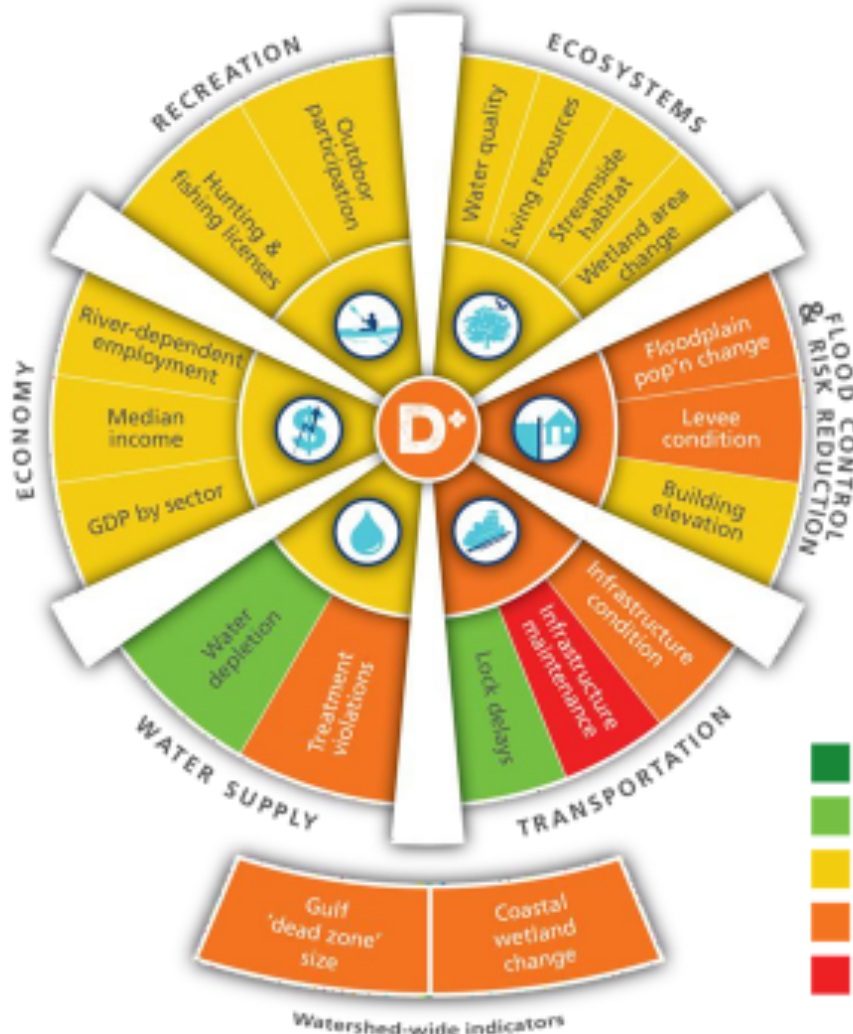 RECREATION
ECOSYSTEMS
Hunting &
fishing licenses
Outdoor
participation
Water quality
Living resources
Streamside
habitat
Wetland area
change
ECONOMY
River-dependent
employment
Median
income
GDP by sector
D+
Floodplain
pop'n change
Levee
condition
Building
elevation
FLOOD CONTROL
& RISK REDUCTION
Water
depletion
Treatment
violations
Lock delays
Infrastructure
maintenance
Infrastructure
condition
WATER SUPPLY
TRANSPORTATION
Gulf
'dead zone'
size
Coastal
wetland
change
Watershed-wide indicators